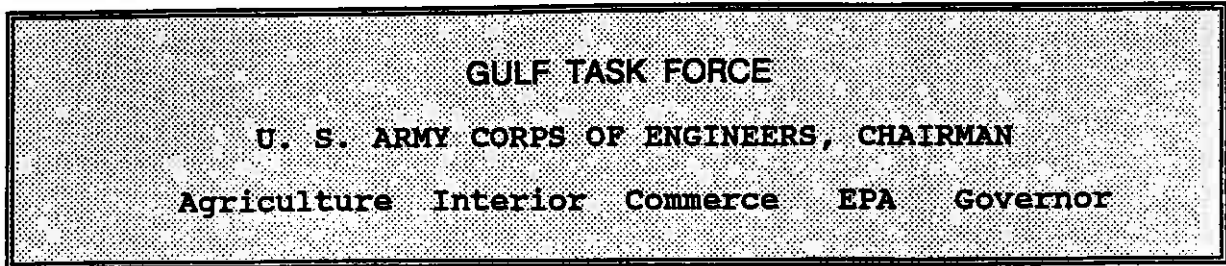 GULF TASK FORCE
U. S. ARMY CORPS OF ENGINEERS, CHAIRMAN
Agriculture Interior Commerce EPA Governor